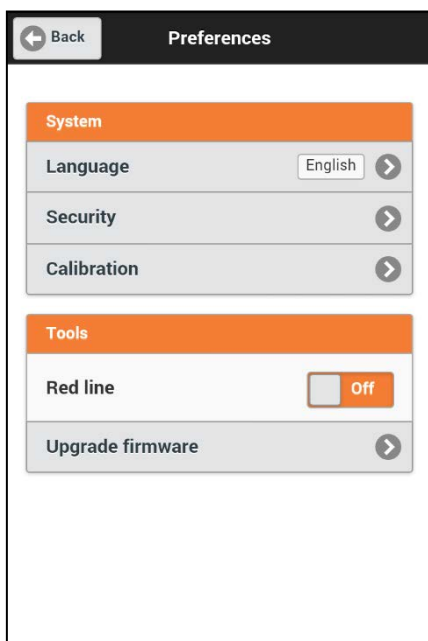 Back
Preferences
System
Language English
Security
Calibration
Tools
Red line Off
Upgrade firmware